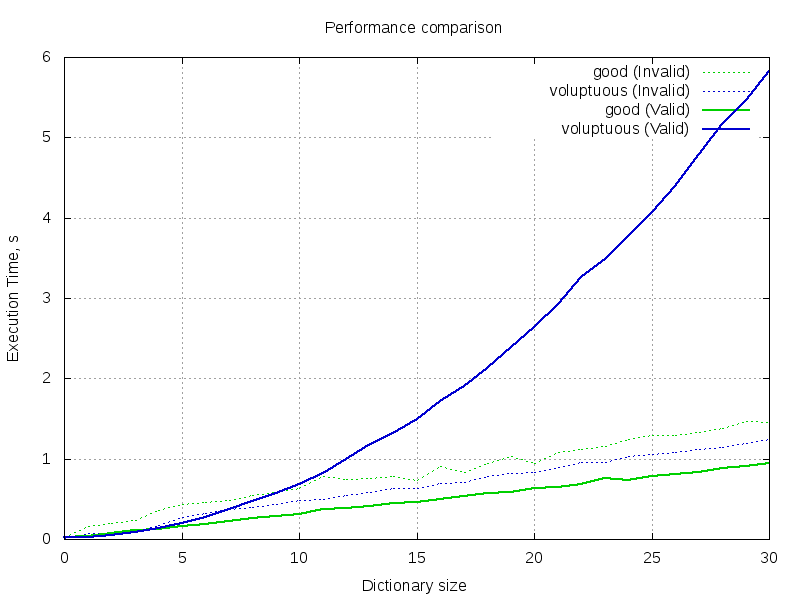 Performance comparison
good (Invalid)
voluptuous (Invalid)
good (Valid)
voluptuous (Valid)
6
5
4
3
2
1
0
Execution Time, s
0 5 10 15 20 25 30
Dictionary size